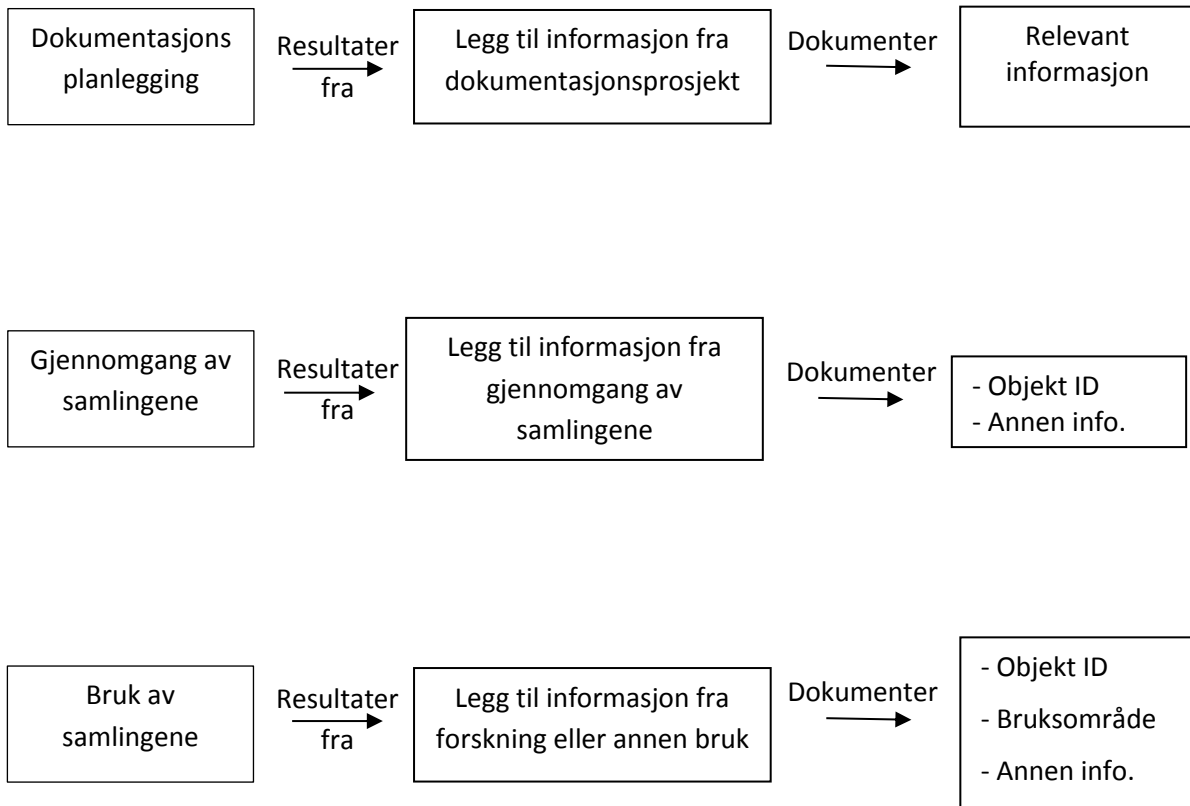 Dokumentasjons
planlegging
Resultater
fra
Legg til informasjon fra
dokumentasjonsprosjekt
Dokumenter
Relevant
informasjon
Gjennomgang av
samlingene
Resultater
fra
Legg til informasjon fra
gjennomgang av
samlingene
Dokumenter
- Objekt ID
- Annen info.
Bruk av
samlingene
Resultater
fra
Legg til informasjon fra
forskning eller annen bruk
Dokumenter
- Objekt ID
- Bruksområde
- Annen info.